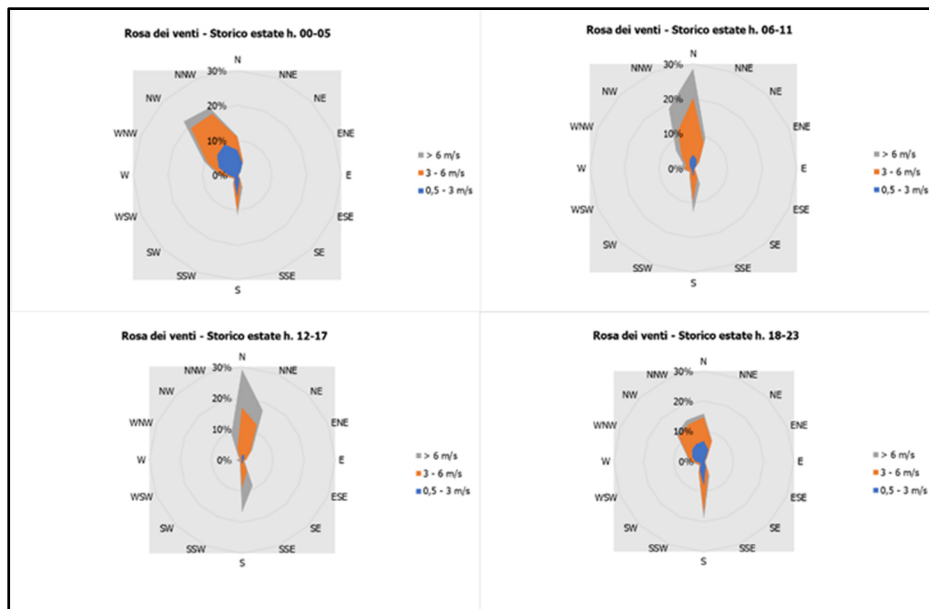 Rosa dei venti - Storico estate h. 00-05
N
NNW
NNE
30%
NW
NE
20%
WNW
ENE
10%
W
0%
E
WSW
ESE
SW
SE
SSW
SSE
S
> 6 m/s
3 - 6 m/s
0,5 - 3 m/s
Rosa dei venti - Storico estate h. 06-11
N
NNW
30%
NNE
NW
NE
20%
WNW
ENE
10%
W
0%
E
WSW
ESE
SW
SE
SSW
SSE
S
> 6 m/s
3 - 6 m/s
0,5 - 3 m/s
Rosa dei venti - Storico estate h. 12-17
N
NNW
30%
NNE
NW
NE
20%
WNW
ENE
10%
W
0%
E
WSW
ESE
SW
SE
SSW
SSE
S
> 6 m/s
3 - 6 m/s
0,5 - 3 m/s
Rosa dei venti - Storico estate h. 18-23
N
NNW
30%
NNE
NW
NE
20%
WNW
ENE
10%
W
0%
E
WSW
ESE
SW
SE
SSW
SSE
S
> 6 m/s
3 - 6 m/s
0,5 - 3 m/s